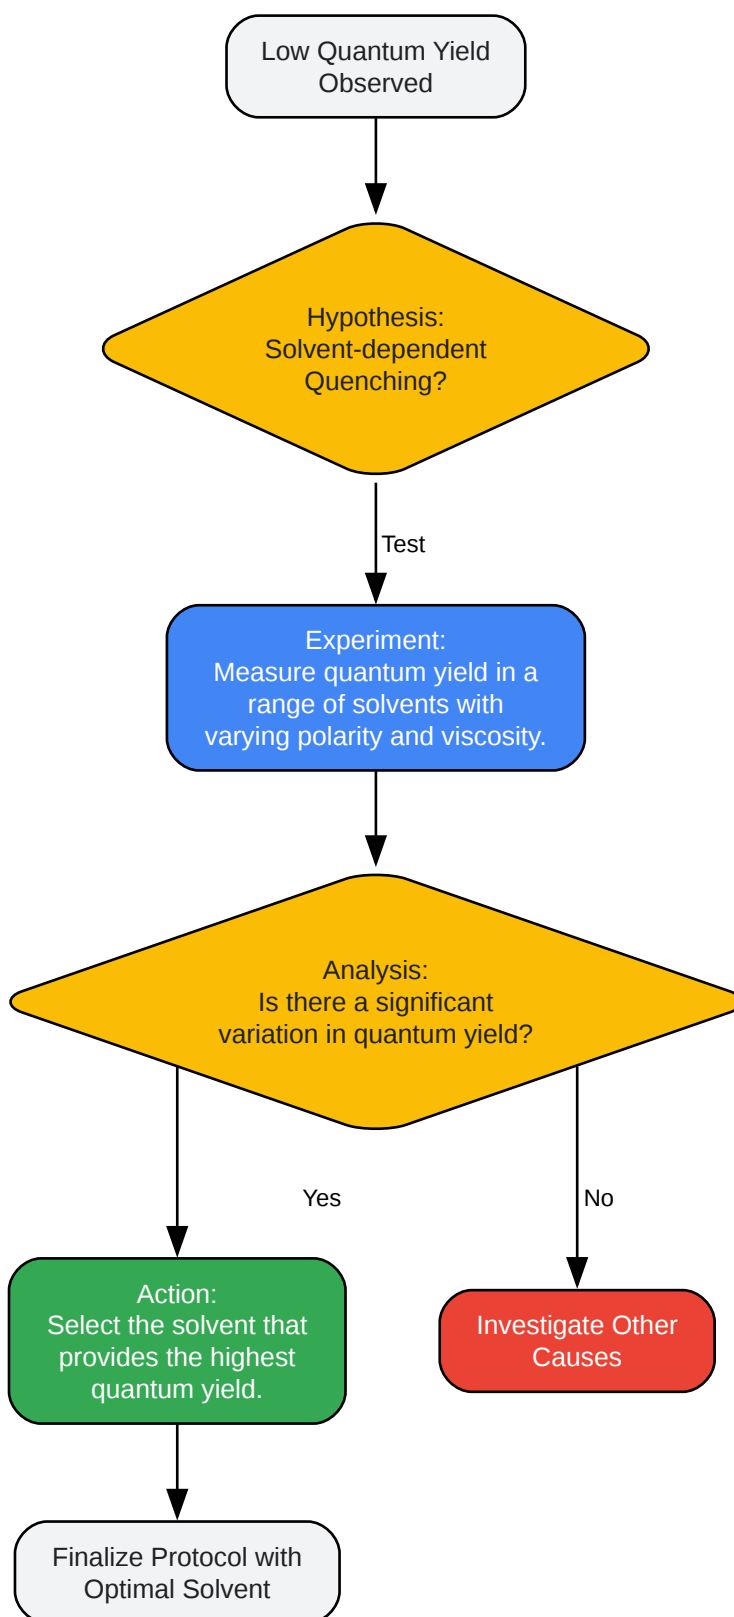 Low Quantum Yield
Observed
Hypothesis:
Solvent-dependent
Quenching?
Test
Experiment:
Measure quantum yield in a
range of solvents with
varying polarity and viscosity.
Analysis:
Is there a significant
variation in quantum yield?
Yes
No
Action:
Select the solvent that
provides the highest
quantum yield.
Investigate Other
Causes
Finalize Protocol with
Optimal Solvent